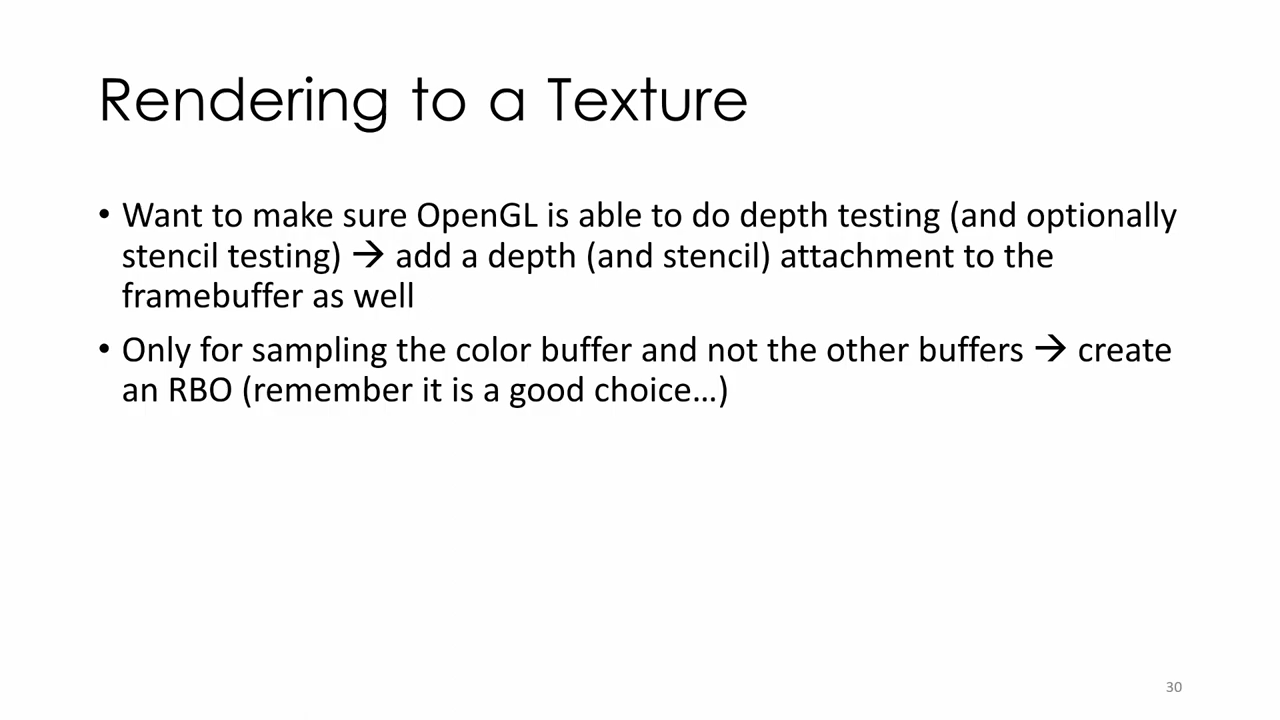 Rendering to a Texture
• Want to make sure OpenGL is able to do depth testing (and optionally
stencil testing) → add a depth (and stencil) attachment to the
framebuffer as well
• Only for sampling the color buffer and not the other buffers → create
an RBO (remember it is a good choice…)
30